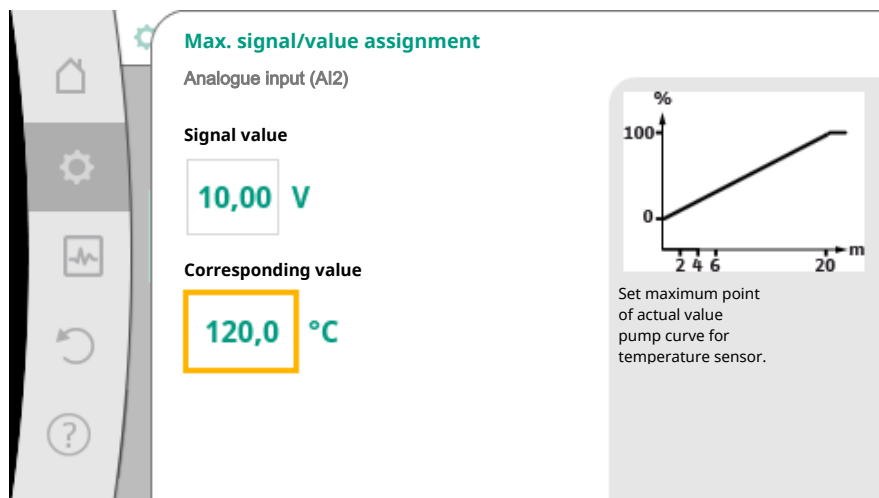 Max. signal/value assignment
Analogue input (AI2)
Signal value
10,00 V
Corresponding value
120,0 °C
?
%
100
0
2 4 6 20 m
Set maximum point
of actual value
pump curve for
temperature sensor.